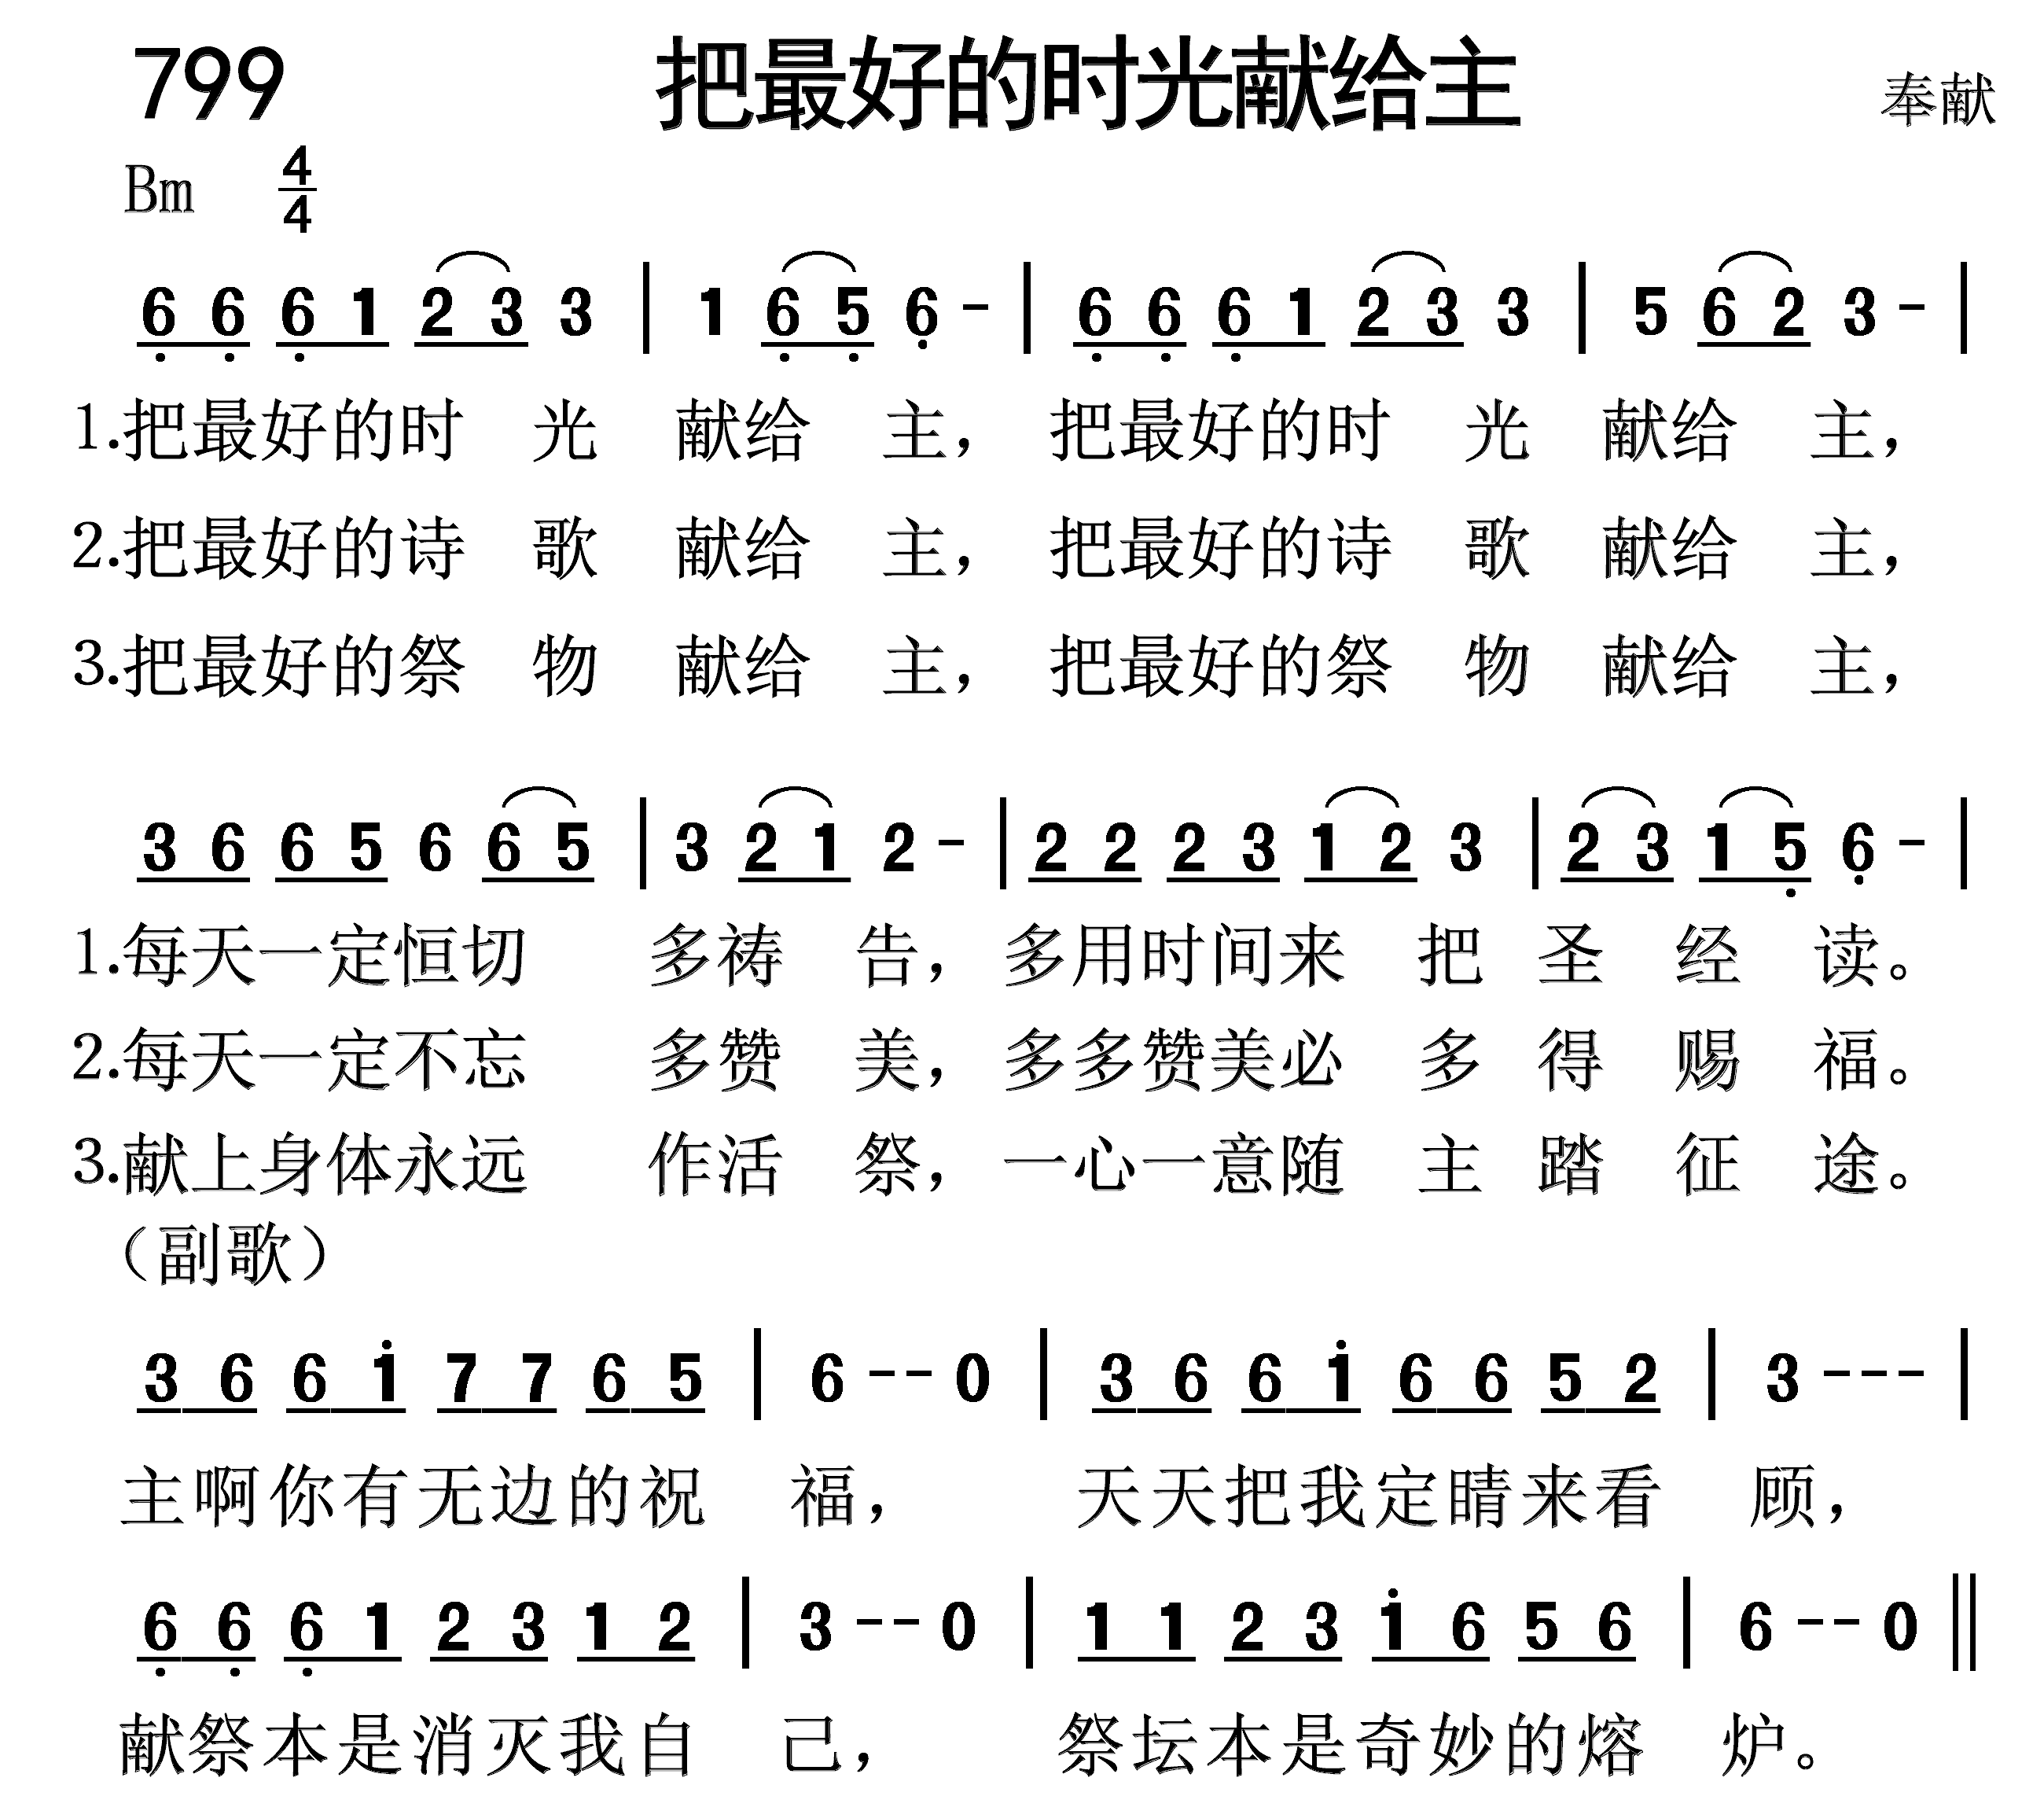 799 把最好的时光献给主 奉献
Bm 4/4
6̣ 6̣ 6̣ 1 2 3 3 | 1 6̣ 5̣ 6̣ - | 6̣ 6̣ 6̣ 1 2 3 3 | 5 6 2 3 - |
1.把最好的时 光 献给 主，把最好的时 光 献给 主，
2.把最好的诗 歌 献给 主，把最好的诗 歌 献给 主，
3.把最好的祭 物 献给 主，把最好的祭 物 献给 主，
3 6 6 5 6 6 5 | 3 2 1 2 - | 2 2 2 3 1 2 3 | 2 3 1 5̣ 6̣ - |
1.每天一定恒切 多祷 告，多用时间来 把 圣 经 读。
2.每天一定不忘 多赞 美，多多赞美必 多 得 赐 福。
3.献上身体永远 作活 祭，一心一意随 主 踏 征 途。
（副歌）
3 6 6 1̇ 7 7 6 5 | 6 - - 0 | 3 6 6 1̇ 6 6 5 2 | 3 - - - |
主啊你有无边的祝 福， 天天把我定睛来看 顾，
6̣ 6̣ 6̣ 1 2 3 1 2 | 3 - - 0 | 1 1 2 3 1̇ 6 5 6 | 6 - - 0 ‖
献祭本是消灭我自 己， 祭坛本是奇妙的熔 炉。